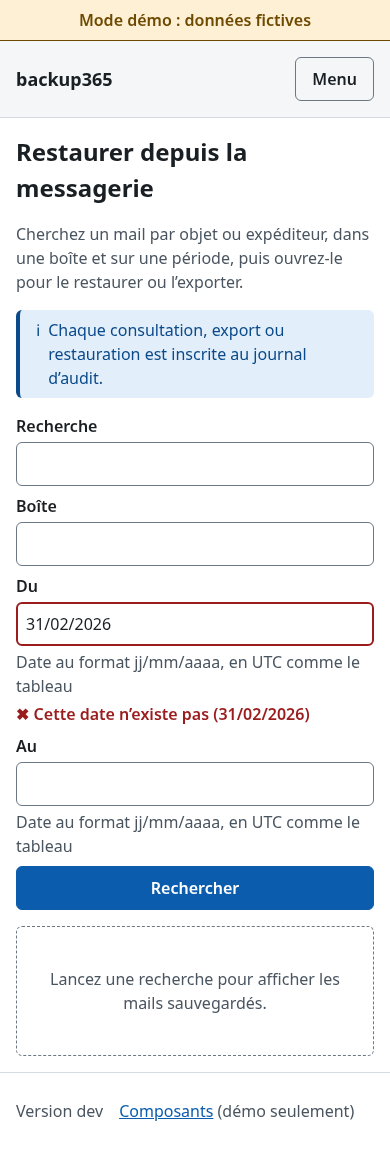 Mode démo : données fictives
backup365
Menu
Restaurer depuis la
messagerie
Cherchez un mail par objet ou expéditeur, dans
une boîte et sur une période, puis ouvrez-le
pour le restaurer ou l’exporter.
i Chaque consultation, export ou
restauration est inscrite au journal
d’audit.
Recherche
Boîte
Du
31/02/2026
Date au format jj/mm/aaaa, en UTC comme le
tableau
✖ Cette date n’existe pas (31/02/2026)
Au
Date au format jj/mm/aaaa, en UTC comme le
tableau
Rechercher
Lancez une recherche pour afficher les
mails sauvegardés.
Version dev Composants (démo seulement)